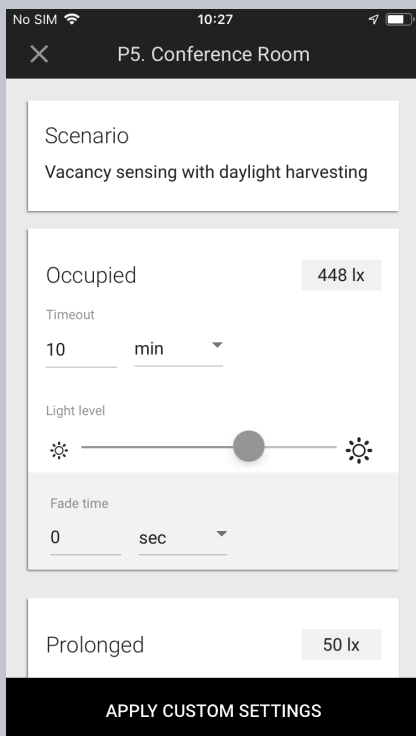 No SIM 10:27
P5. Conference Room
Scenario
Vacancy sensing with daylight harvesting
Occupied 448 lx
Timeout
10 min
Light level
Fade time
0 sec
Prolonged 50 lx
APPLY CUSTOM SETTINGS